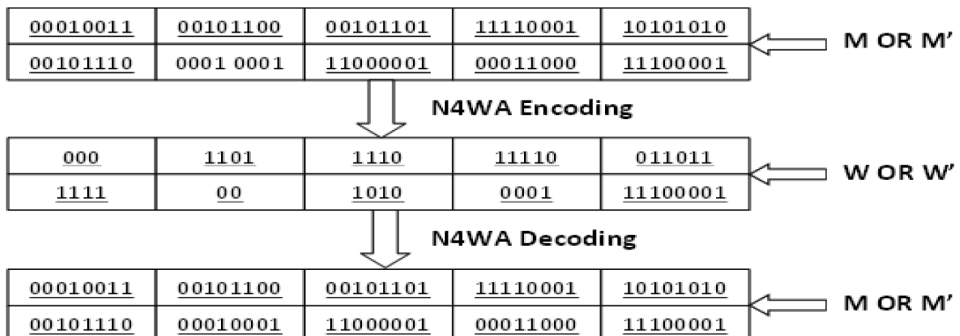 00010011 00101100 00101101 11110001 10101010
M OR M'
00101110 0001 0001 11000001 00011000 11100001
N4WA Encoding
000 1101 1110 11110 011011
W OR W'
1111 00 1010 0001 11100001
N4WA Decoding
00010011 00101100 00101101 11110001 10101010
M OR M'
00101110 00010001 11000001 00011000 11100001